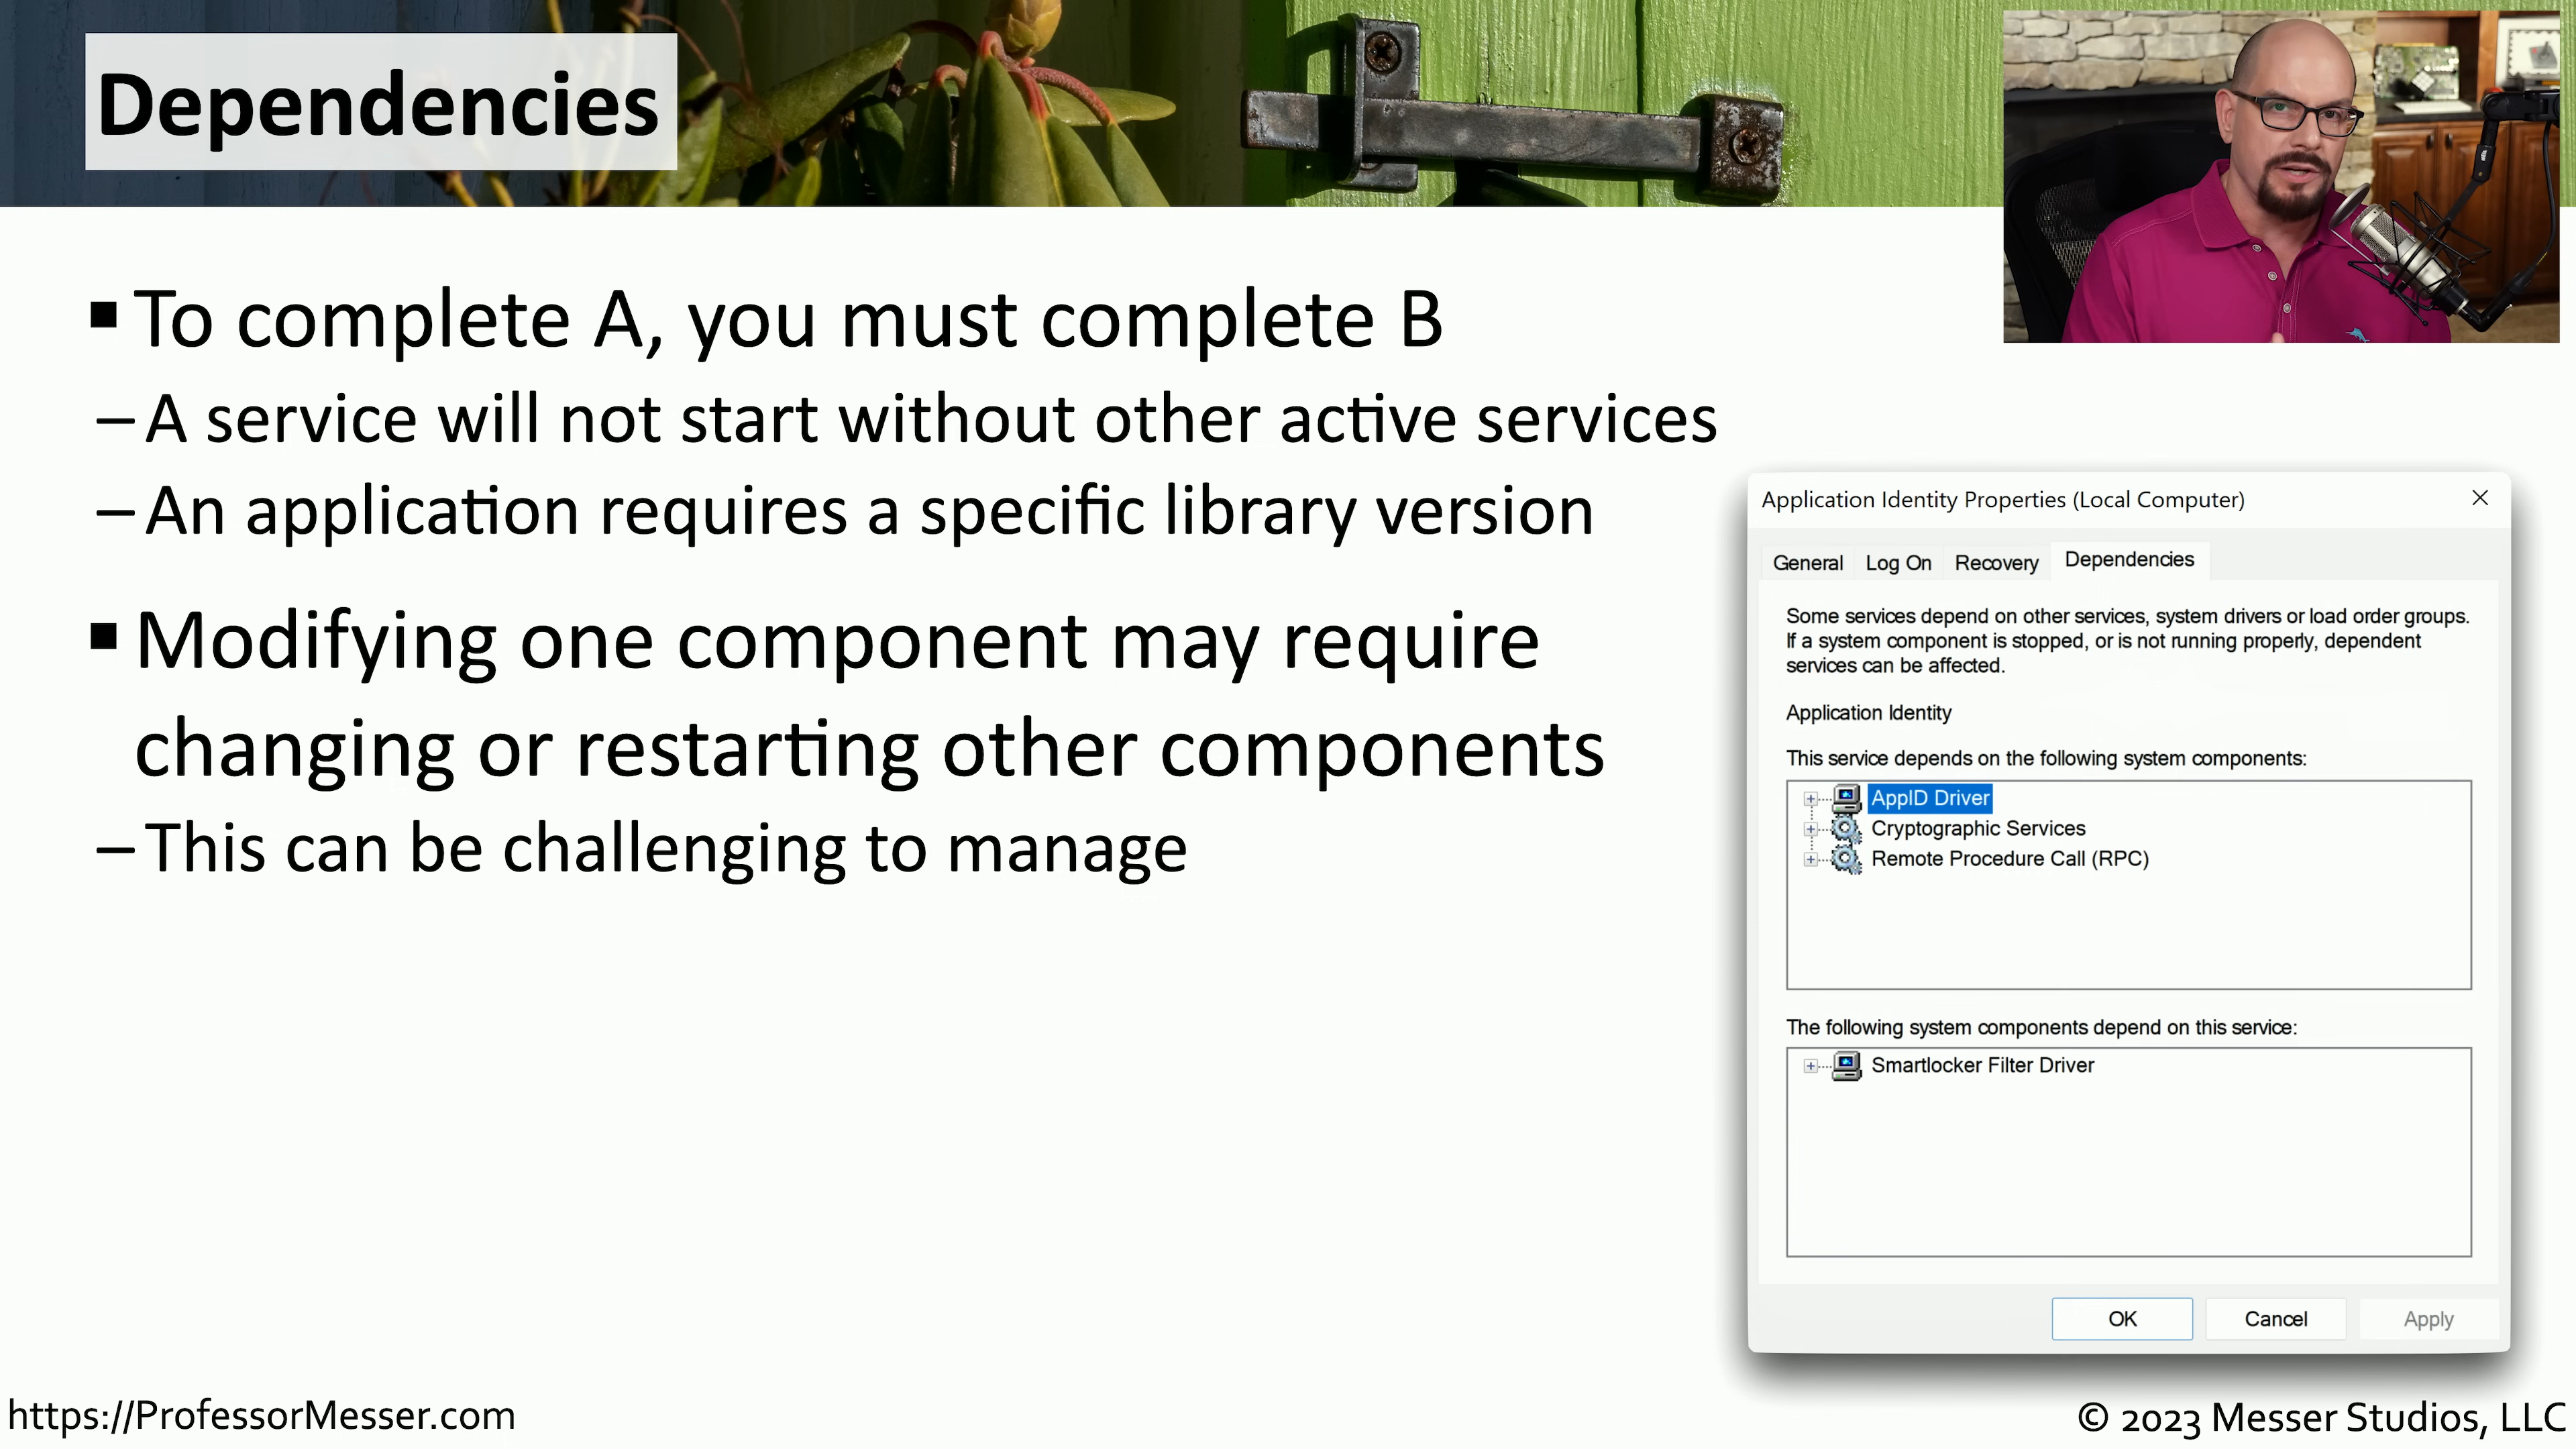 Dependencies
▪ To complete A, you must complete B
– A service will not start without other active services
– An application requires a specific library version
▪ Modifying one component may require
changing or restarting other components
– This can be challenging to manage
Application Identity Properties (Local Computer)
General Log On Recovery Dependencies
Some services depend on other services, system drivers or load order groups.
If a system component is stopped, or is not running properly, dependent
services can be affected.
Application Identity
This service depends on the following system components:
AppID Driver
Cryptographic Services
Remote Procedure Call (RPC)
The following system components depend on this service:
Smartlocker Filter Driver
OK Cancel Apply
https://ProfessorMesser.com
© 2023 Messer Studios, LLC